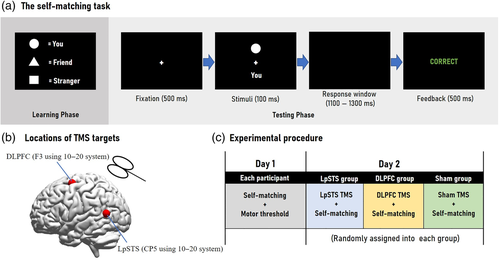 (a) The self-matching task
= You
= Friend
= Stranger
Learning Phase
+
Fixation (500 ms)
+
You
Stimuli (100 ms)
Response window
(1100 – 1300 ms)
CORRECT
Feedback (500 ms)
Testing Phase
(b) Locations of TMS targets
DLPFC (F3 using 10–20 system)
LpSTS (CP5 using 10–20 system)
(c) Experimental procedure
Day 1
Day 2
Each participant
LpSTS group
DLPFC group
Sham group
Self-matching
+
Motor threshold
LpSTS TMS
+
Self-matching
DLPFC TMS
+
Self-matching
Sham TMS
+
Self-matching
(Randomly assigned into each group)